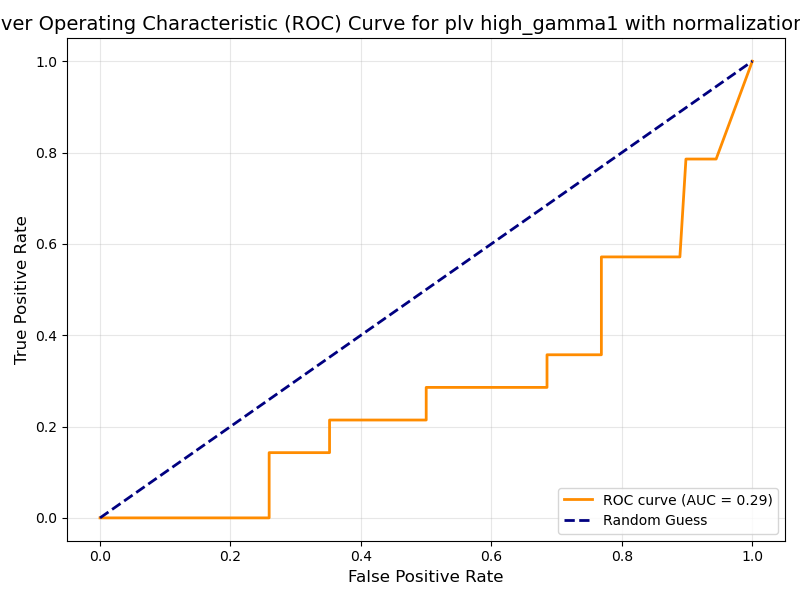 ver Operating Characteristic (ROC) Curve for plv high_gamma1 with normalization
1.0
0.8
0.6
0.4
0.2
0.0
True Positive Rate
ROC curve (AUC = 0.29)
Random Guess
0.0 0.2 0.4 0.6 0.8 1.0
False Positive Rate